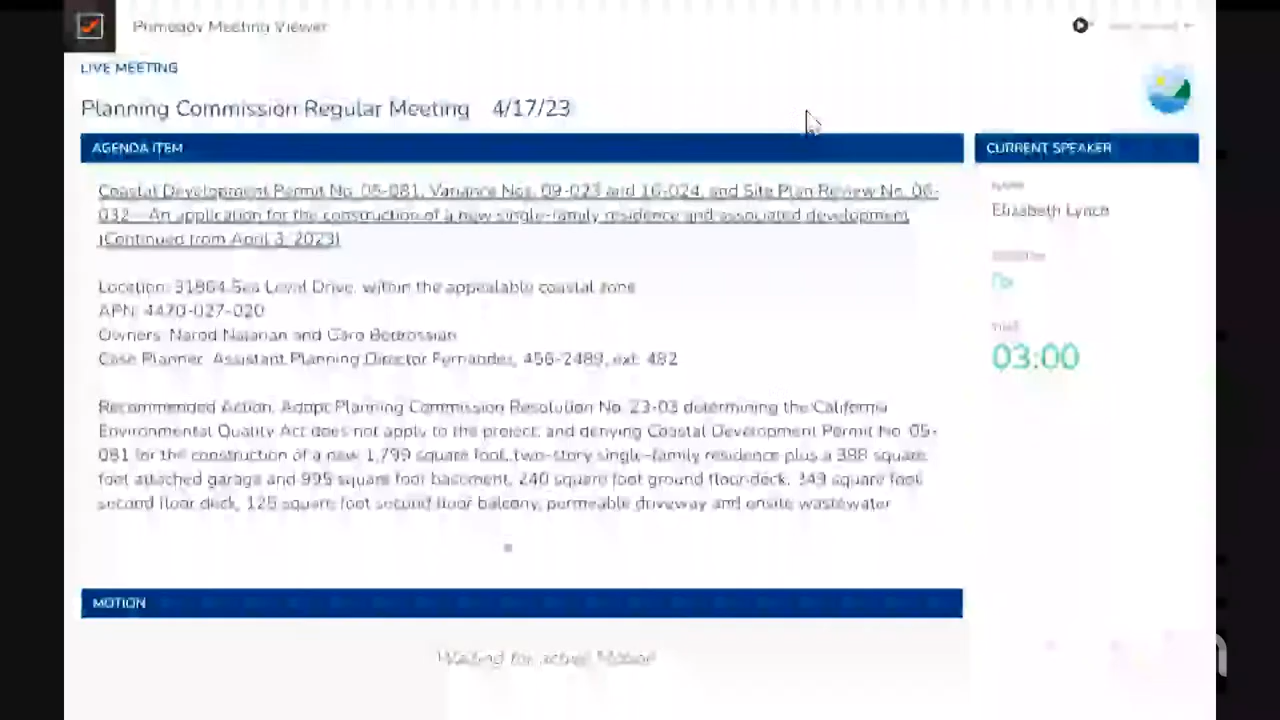 Primegov Meeting Viewer
LIVE MEETING
Planning Commission Regular Meeting 4/17/23
AGENDA ITEM
CURRENT SPEAKER
Coastal Development Permit No. 05-081, Variance Nos. 09-023 and 16-024, and Site Plan Review No. 06-
032 - An application for the construction of a new single-family residence and associated development
(Continued from April 3, 2023)
NAME
Elizabeth Lynch
Location: 31864 Sea Level Drive, within the appealable coastal zone
APN: 4470-027-020
Owners: Narod and Garo Bedrossian
Case Planner: Assistant Planning Director Fernandez, 456-2489, ext. 482
TIME
03:00
Recommended Action: Adopt Planning Commission Resolution No. 23-03 determining the California
Environmental Quality Act does not apply to the project, and denying Coastal Development Permit No. 05-
081 for the construction of a new 1,799 square foot, two-story single-family residence plus a 388 square
foot attached garage and 995 square foot basement, 240 square foot ground floor deck, 349 square foot
second floor deck, 125 square foot second floor balcony, permeable driveway and onsite wastewater
MOTION
Waiting for active Motion